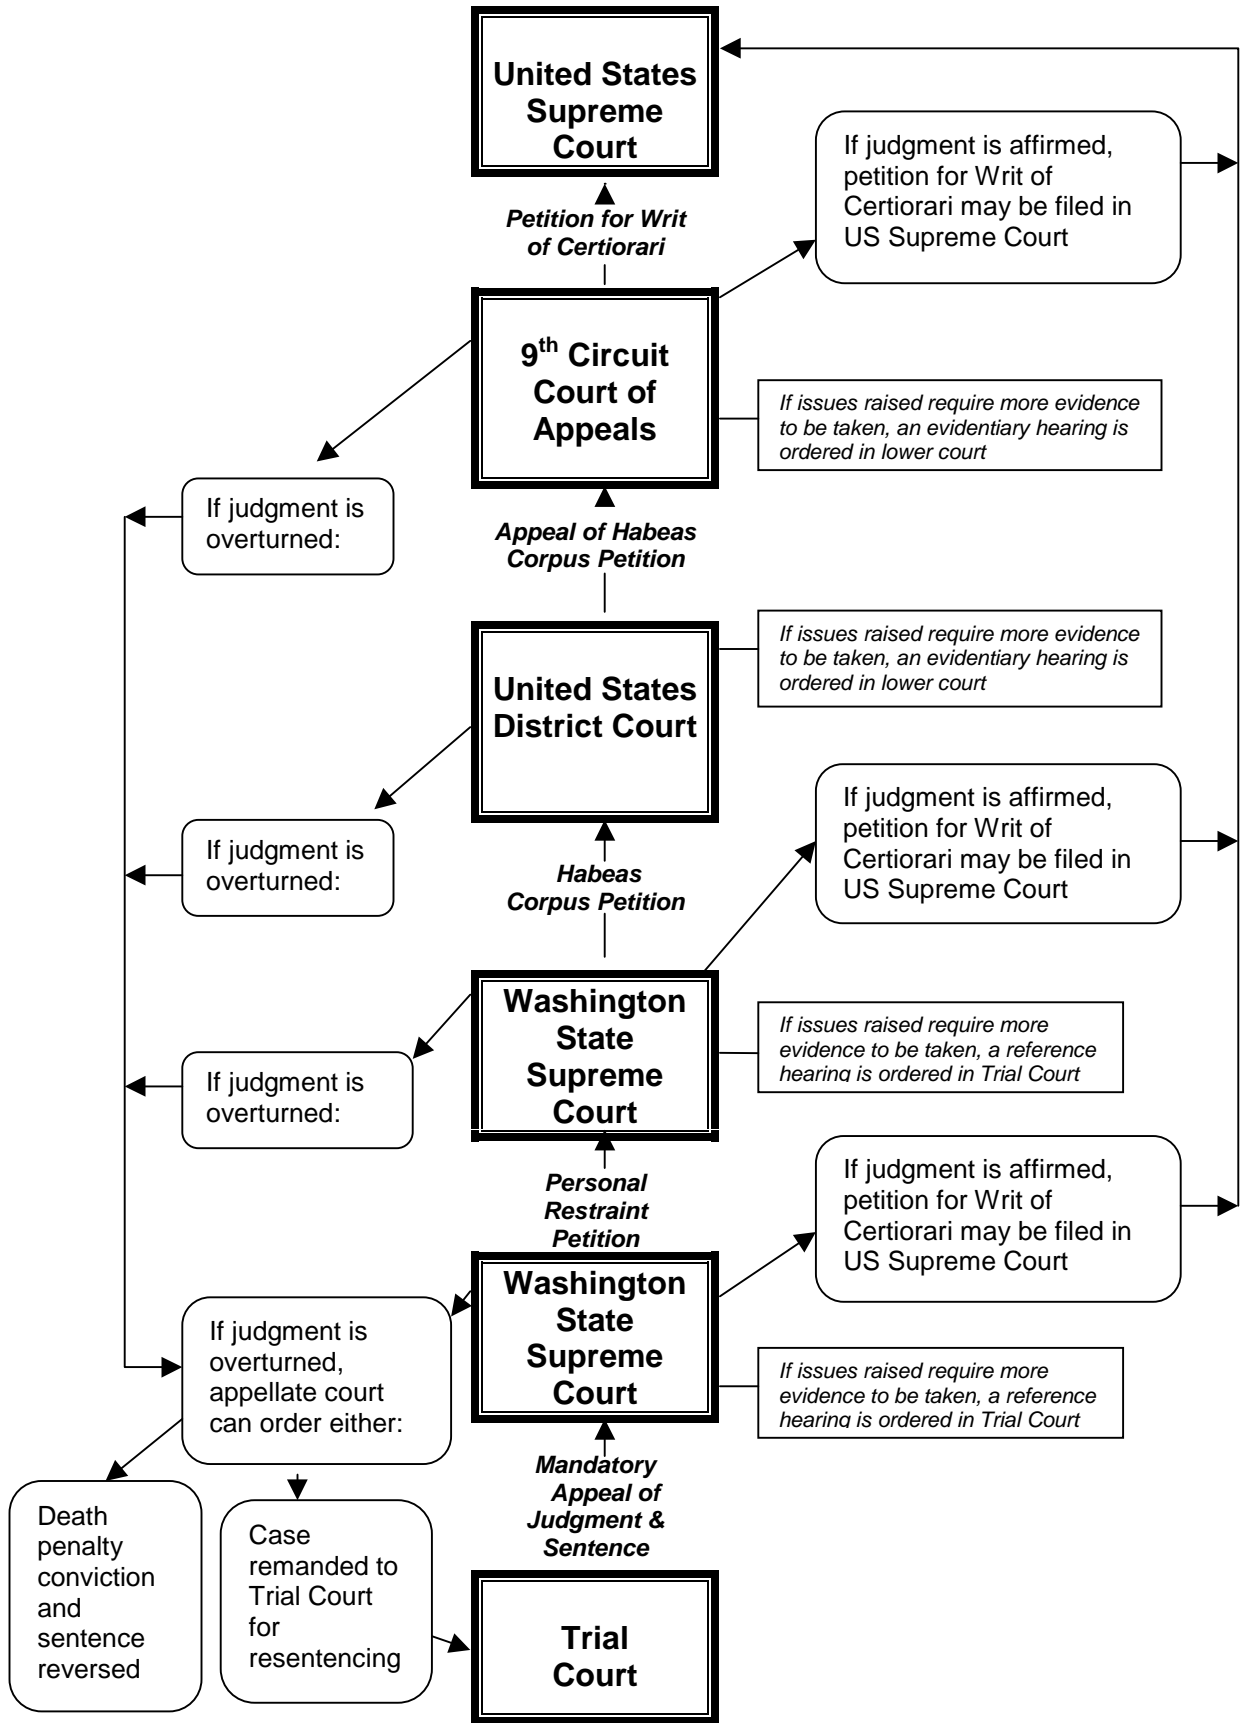 United States
Supreme
Court
If judgment is affirmed,
petition for Writ of
Certiorari may be filed in
US Supreme Court
Petition for Writ
of Certiorari
9th Circuit
Court of
Appeals
If issues raised require more evidence
to be taken, an evidentiary hearing is
ordered in lower court
If judgment is
overturned:
Appeal of Habeas
Corpus Petition
If issues raised require more evidence
to be taken, an evidentiary hearing is
ordered in lower court
United States
District Court
If judgment is affirmed,
petition for Writ of
Certiorari may be filed in
US Supreme Court
If judgment is
overturned:
Habeas
Corpus Petition
Washington
State
Supreme
Court
If issues raised require more
evidence to be taken, a reference
hearing is ordered in Trial Court
If judgment is
overturned:
Personal
Restraint
Petition
If judgment is affirmed,
petition for Writ of
Certiorari may be filed in
US Supreme Court
Washington
State
Supreme
Court
If judgment is
overturned,
appellate court
can order either:
If issues raised require more
evidence to be taken, a reference
hearing is ordered in Trial Court
Mandatory
Appeal of
Judgment &
Sentence
Death
penalty
conviction
and
sentence
reversed
Case
remanded to
Trial Court
for
resentencing
Trial
Court